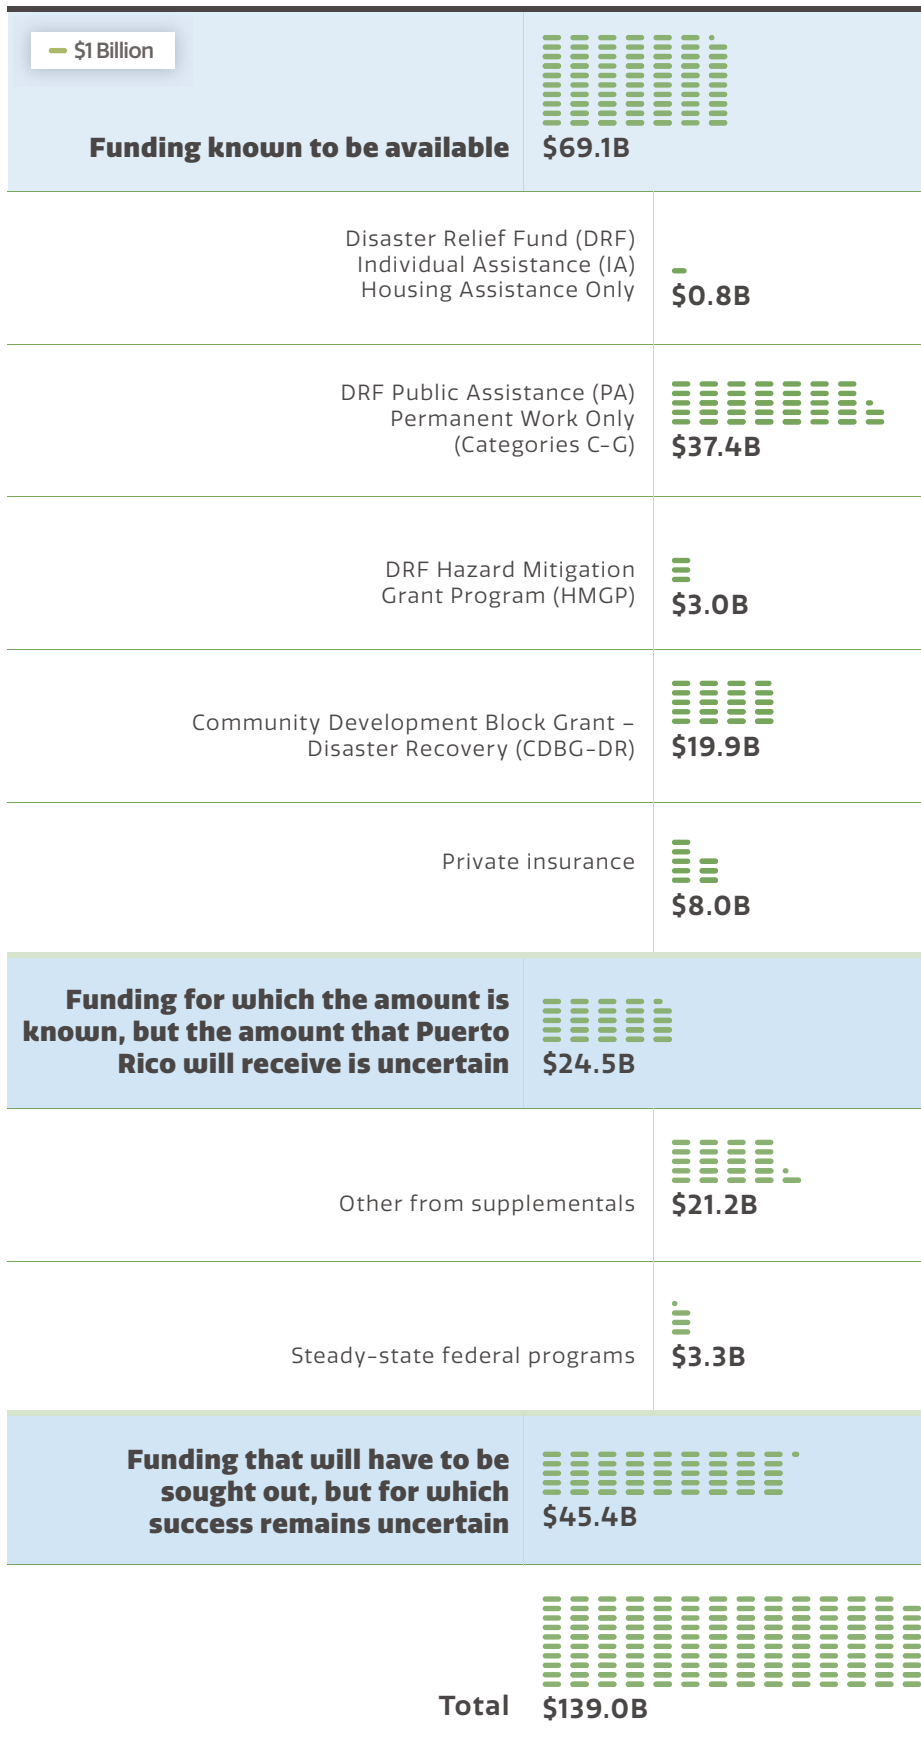 $1 Billion
Funding known to be available
$69.1B
Disaster Relief Fund (DRF)
Individual Assistance (IA)
Housing Assistance Only
$0.8B
DRF Public Assistance (PA)
Permanent Work Only
(Categories C-G)
$37.4B
DRF Hazard Mitigation
Grant Program (HMGP)
$3.0B
Community Development Block Grant –
Disaster Recovery (CDBG-DR)
$19.9B
Private insurance
$8.0B
Funding for which the amount is
known, but the amount that Puerto
Rico will receive is uncertain
$24.5B
Other from supplementals
$21.2B
Steady-state federal programs
$3.3B
Funding that will have to be
sought out, but for which
success remains uncertain
$45.4B
Total
$139.0B